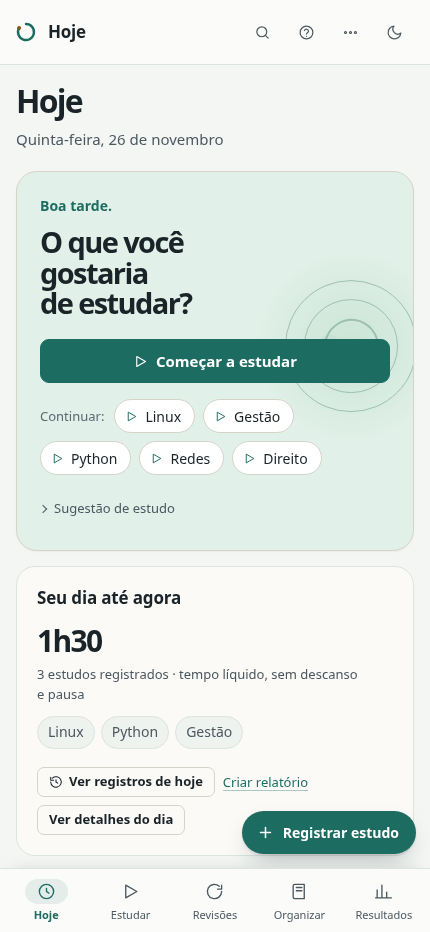 Hoje
Hoje
Quinta-feira, 26 de novembro
Boa tarde.
O que você
gostaria
de estudar?
Começar a estudar
Continuar: Linux Gestão
Python Redes Direito
Sugestão de estudo
Seu dia até agora
1h30
3 estudos registrados · tempo líquido, sem descanso
e pausa
Linux Python Gestão
Ver registros de hoje Criar relatório
Ver detalhes do dia
Registrar estudo
Hoje Estudar Revisões Organizar Resultados